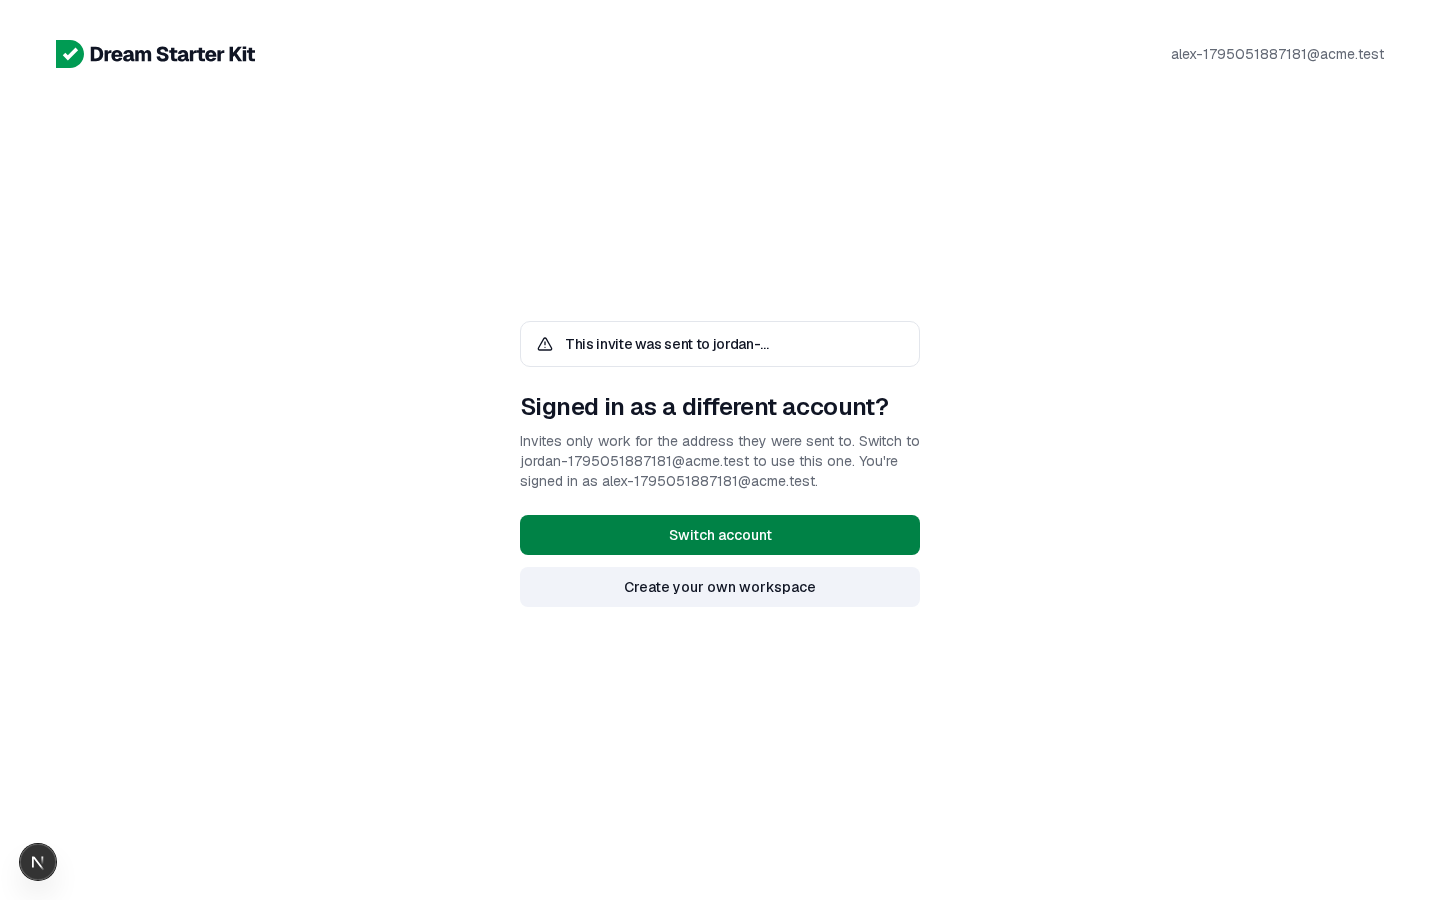 Dream Starter Kit
alex-1795051887181@acme.test
This invite was sent to jordan-...
Signed in as a different account?
Invites only work for the address they were sent to. Switch to
jordan-1795051887181@acme.test to use this one. You're
signed in as alex-1795051887181@acme.test.
Switch account
Create your own workspace
N